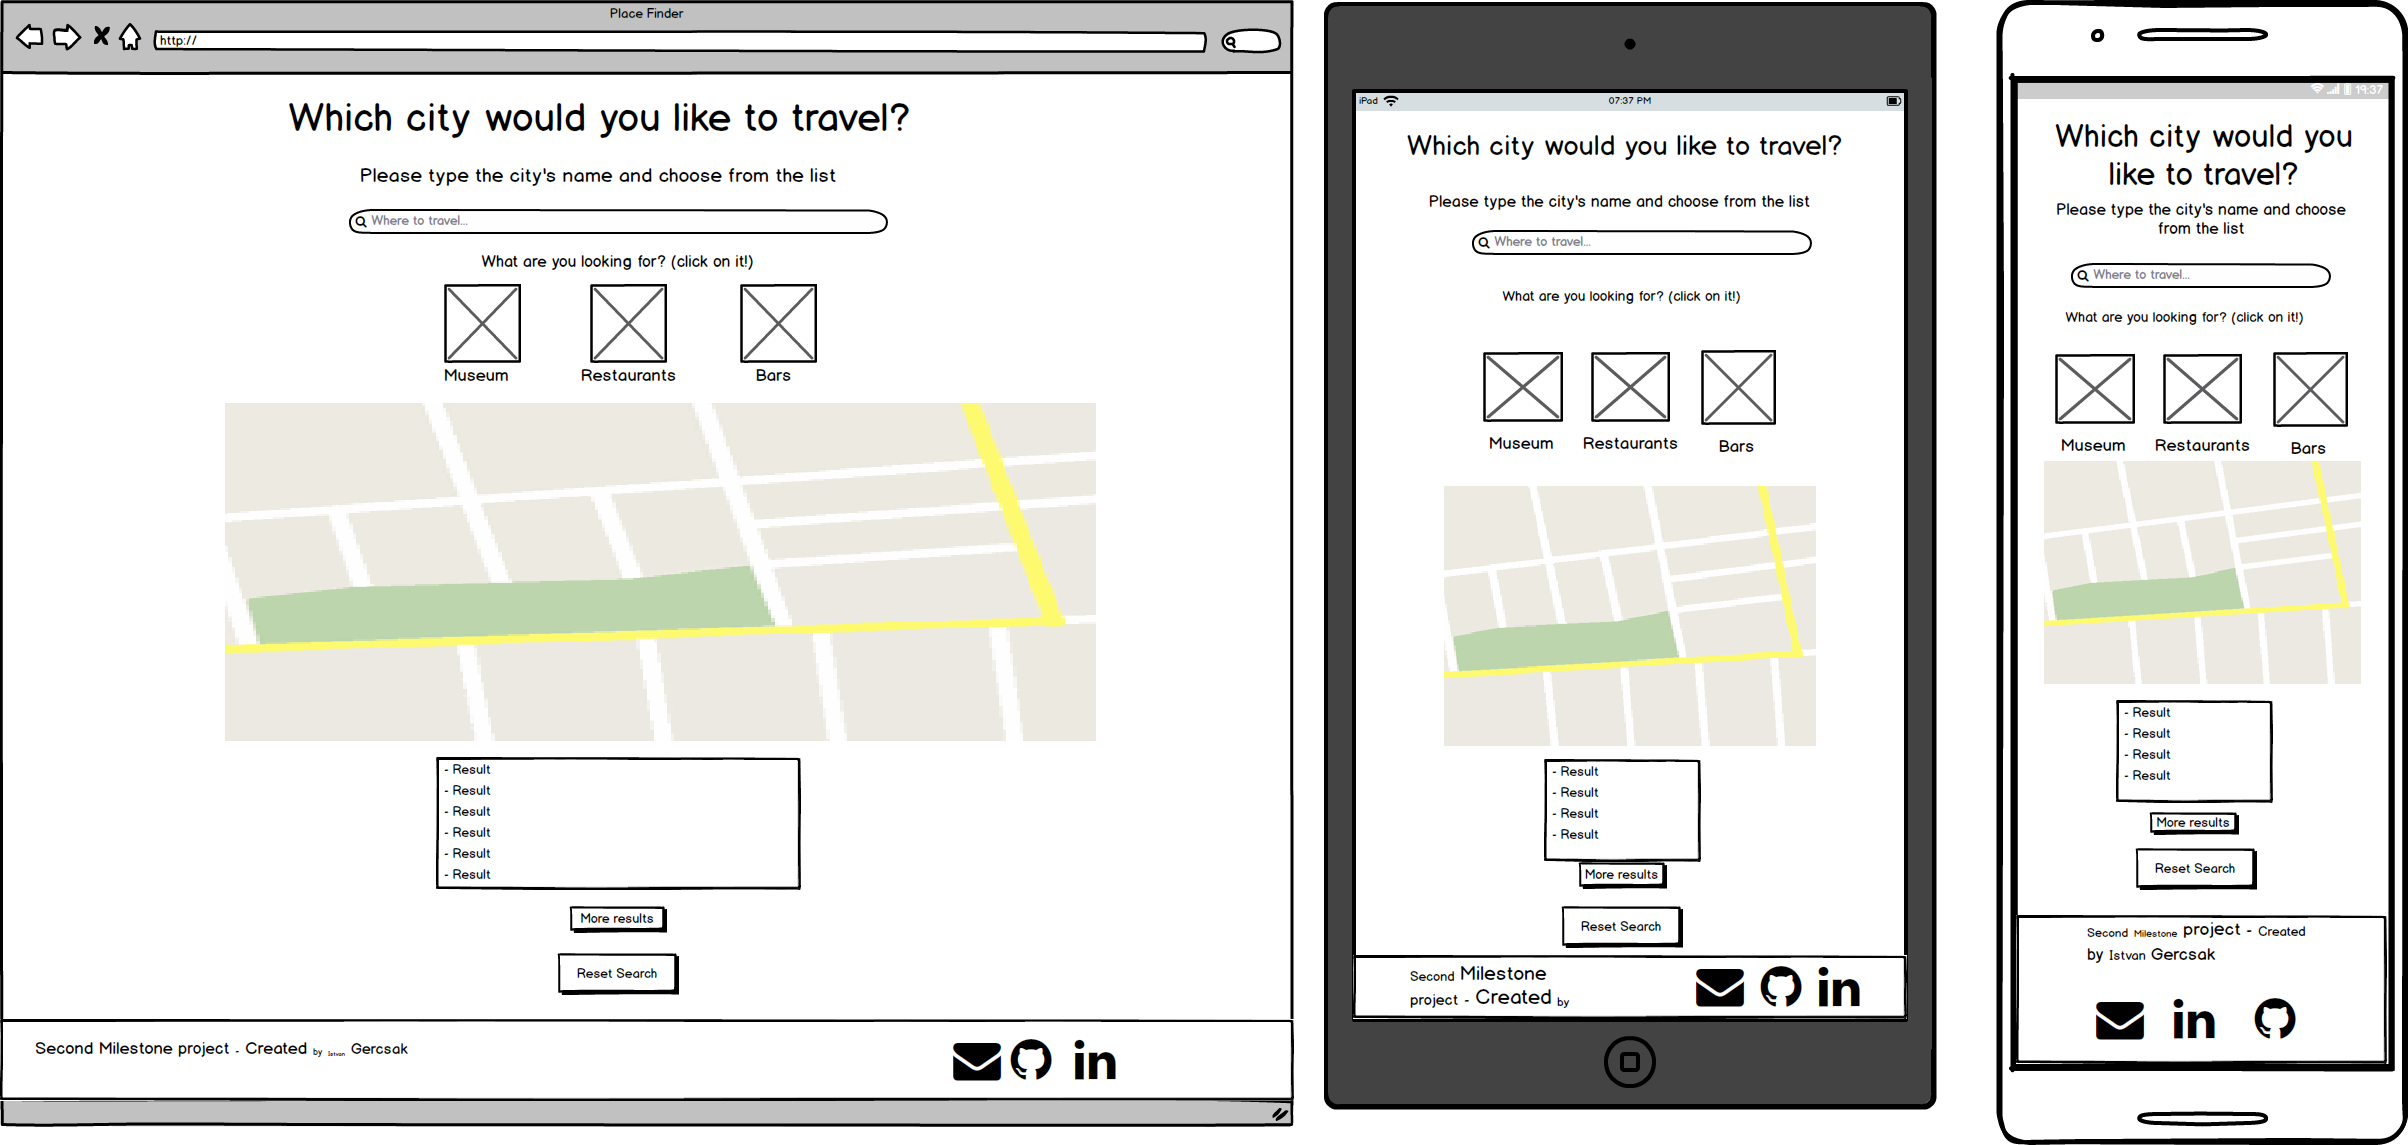 Place Finder
http://
Which city would you like to travel?
Please type the city's name and choose from the list
Where to travel...
What are you looking for? (click on it!)
Museum Restaurants Bars
- Result
- Result
- Result
- Result
- Result
- Result
More results
Reset Search
Second Milestone project - Created by Istvan Gercsak
in
iPad 07:37 PM
Which city would you like to travel?
Please type the city's name and choose from the list
Where to travel...
What are you looking for? (click on it!)
Museum Restaurants Bars
- Result
- Result
- Result
- Result
More results
Reset Search
Second Milestone
project - Created by
in
19:37
Which city would you
like to travel?
Please type the city's name and choose
from the list
Where to travel...
What are you looking for? (click on it!)
Museum Restaurants Bars
- Result
- Result
- Result
- Result
More results
Reset Search
Second Milestone project - Created
by Istvan Gercsak
in